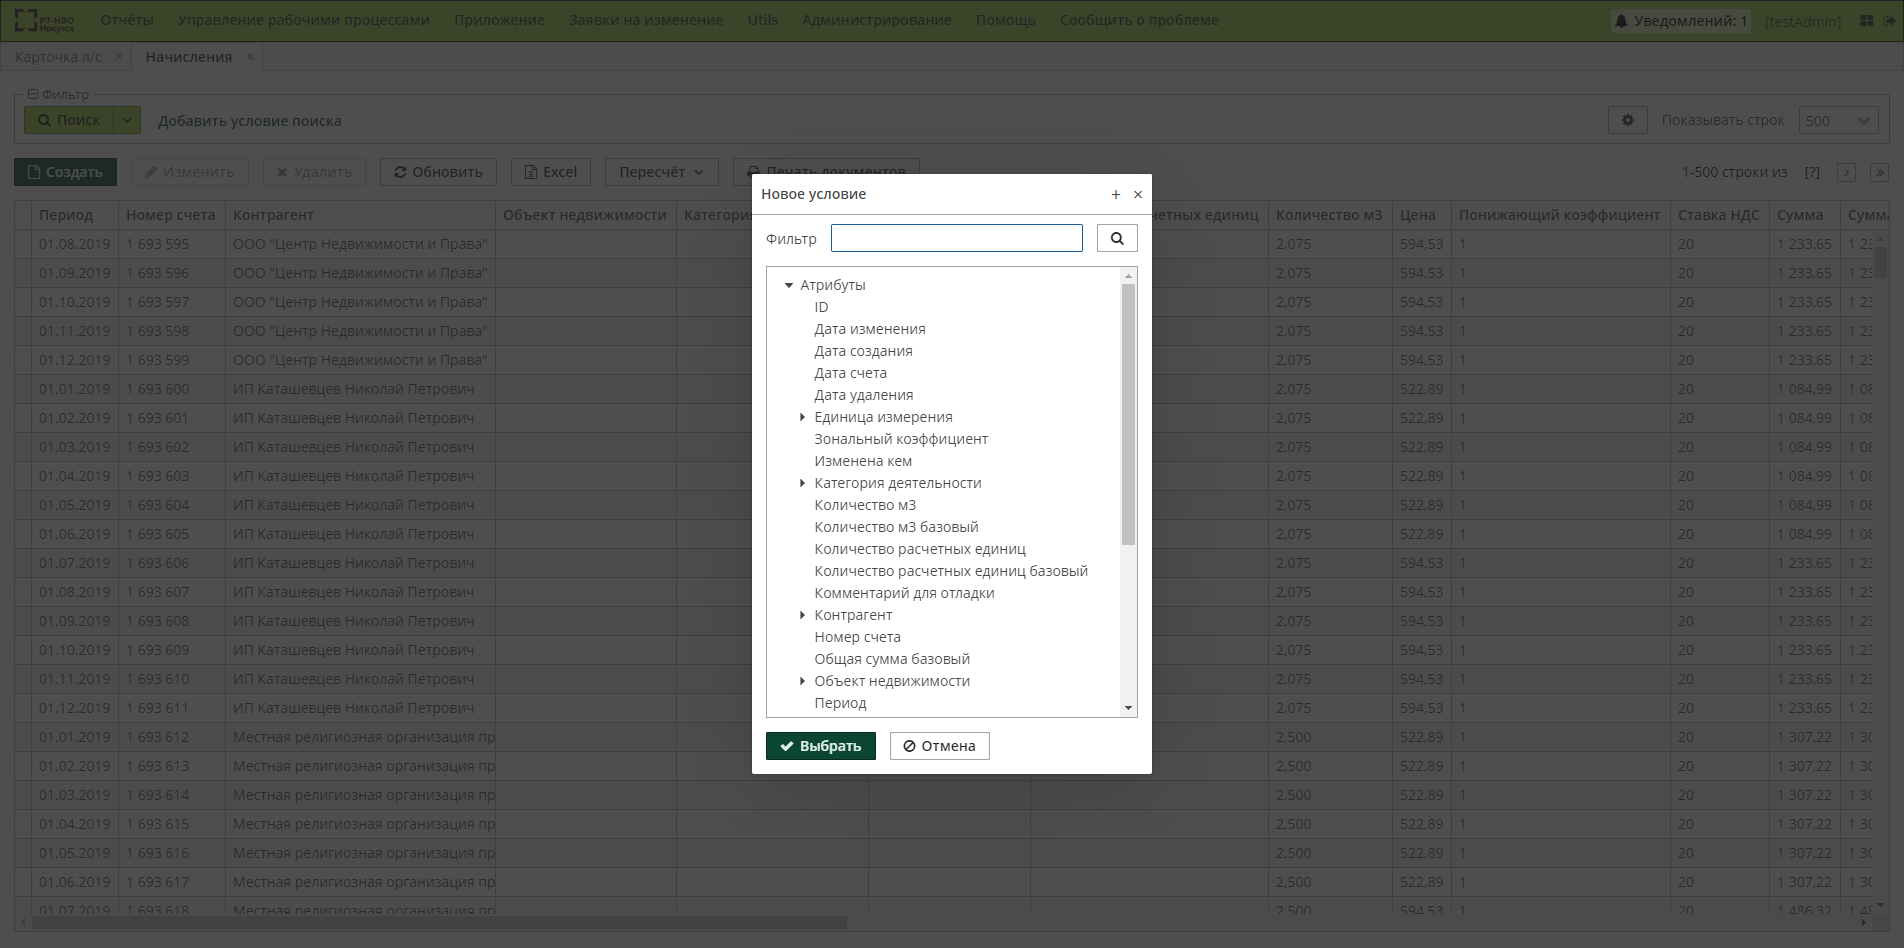 РТ-НЭО Иркутск
Отчёты Управление рабочими процессами Приложение Заявки на изменение Utils Администрирование Помощь Сообщить о проблеме Уведомлений: 1 [testAdmin]
Карточка л/с × Начисления ×
Фильтр
Поиск Добавить условие поиска Показывать строк 500
Создать Изменить Удалить Обновить Excel Пересчёт Печать документов 1-500 строки из [?]
Период Номер счета Контрагент Объект недвижимости Категория четных единиц Количество м3 Цена Понижающий коэффициент Ставка НДС Сумма Сумма
01.08.2019 1 693 595 ООО "Центр Недвижимости и Права" 2,075 594,53 1 20 1 233,65 1 23
01.09.2019 1 693 596 ООО "Центр Недвижимости и Права" 2,075 594,53 1 20 1 233,65 1 23
01.10.2019 1 693 597 ООО "Центр Недвижимости и Права" 2,075 594,53 1 20 1 233,65 1 23
01.11.2019 1 693 598 ООО "Центр Недвижимости и Права" 2,075 594,53 1 20 1 233,65 1 23
01.12.2019 1 693 599 ООО "Центр Недвижимости и Права" 2,075 594,53 1 20 1 233,65 1 23
01.01.2019 1 693 600 ИП Каташевцев Николай Петрович 2,075 522,89 1 20 1 084,99 1 08
01.02.2019 1 693 601 ИП Каташевцев Николай Петрович 2,075 522,89 1 20 1 084,99 1 08
01.03.2019 1 693 602 ИП Каташевцев Николай Петрович 2,075 522,89 1 20 1 084,99 1 08
01.04.2019 1 693 603 ИП Каташевцев Николай Петрович 2,075 522,89 1 20 1 084,99 1 08
01.05.2019 1 693 604 ИП Каташевцев Николай Петрович 2,075 522,89 1 20 1 084,99 1 08
01.06.2019 1 693 605 ИП Каташевцев Николай Петрович 2,075 522,89 1 20 1 084,99 1 08
01.07.2019 1 693 606 ИП Каташевцев Николай Петрович 2,075 594,53 1 20 1 233,65 1 23
01.08.2019 1 693 607 ИП Каташевцев Николай Петрович 2,075 594,53 1 20 1 233,65 1 23
01.09.2019 1 693 608 ИП Каташевцев Николай Петрович 2,075 594,53 1 20 1 233,65 1 23
01.10.2019 1 693 609 ИП Каташевцев Николай Петрович 2,075 594,53 1 20 1 233,65 1 23
01.11.2019 1 693 610 ИП Каташевцев Николай Петрович 2,075 594,53 1 20 1 233,65 1 23
01.12.2019 1 693 611 ИП Каташевцев Николай Петрович 2,075 594,53 1 20 1 233,65 1 23
01.01.2019 1 693 612 Местная религиозная организация пр 2,500 522,89 1 20 1 307,22 1 30
01.02.2019 1 693 613 Местная религиозная организация пр 2,500 522,89 1 20 1 307,22 1 30
01.03.2019 1 693 614 Местная религиозная организация пр 2,500 522,89 1 20 1 307,22 1 30
01.04.2019 1 693 615 Местная религиозная организация пр 2,500 522,89 1 20 1 307,22 1 30
01.05.2019 1 693 616 Местная религиозная организация пр 2,500 522,89 1 20 1 307,22 1 30
01.06.2019 1 693 617 Местная религиозная организация пр 2,500 522,89 1 20 1 307,22 1 30
01.07.2019 1 693 618 Местная религиозная организация пр 2,500 594,53 1 20 1 486,32 1 48
Новое условие + ×
Фильтр
Атрибуты
ID
Дата изменения
Дата создания
Дата счета
Дата удаления
Единица измерения
Зональный коэффициент
Изменена кем
Категория деятельности
Количество м3
Количество м3 базовый
Количество расчетных единиц
Количество расчетных единиц базовый
Комментарий для отладки
Контрагент
Номер счета
Общая сумма базовый
Объект недвижимости
Период
Выбрать Отмена